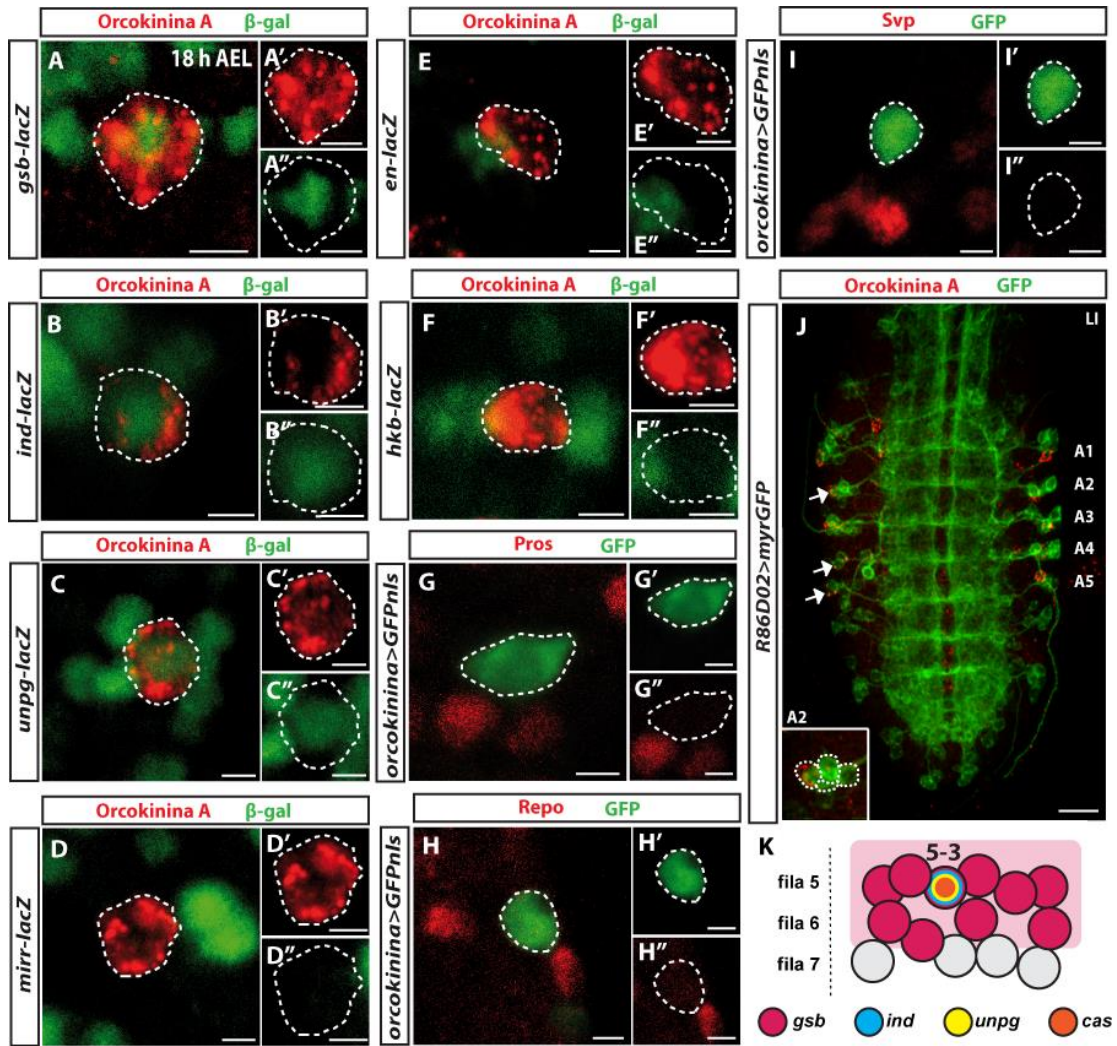 Orcokinina A β-gal
gsb-lacZ
A
18 h AEL
A'
A''
Orcokinina A β-gal
en-lacZ
E
E'
E''
Svp GFP
orcokinina>GFPnls
I
I'
I''
Orcokinina A β-gal
ind-lacZ
B
B'
B''
Orcokinina A β-gal
hkb-lacZ
F
F'
F''
Orcokinina A GFP
R86D02>myrGFP
J
LI
A1
A2
A3
A4
A5
A2
Orcokinina A β-gal
unpg-lacZ
C
C'
C''
Pros GFP
orcokinina>GFPnls
G
G'
G''
Orcokinina A β-gal
mirr-lacZ
D
D'
D''
Repo GFP
orcokinina>GFPnls
H
H'
H''
K
5-3
fila 5
fila 6
fila 7
gsb ind unpg cas